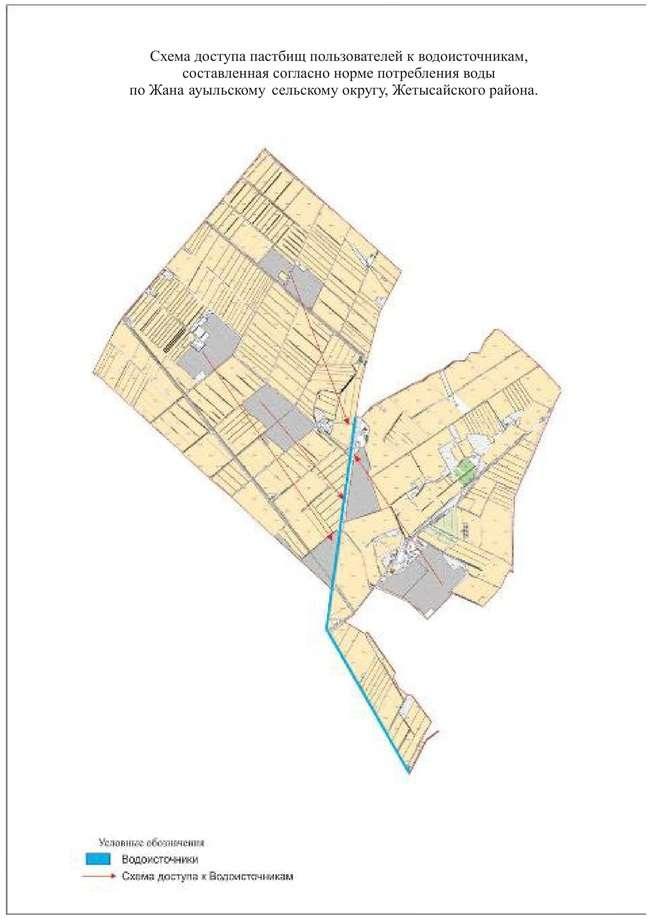 Схема доступа пастбищ пользователей к водоисточникам,
составленная согласно норме потребления воды
по Жана ауыльскому сельскому округу, Жетысайского района.
Условные обозначения
Водоисточники
Схема доступа к Водоисточникам